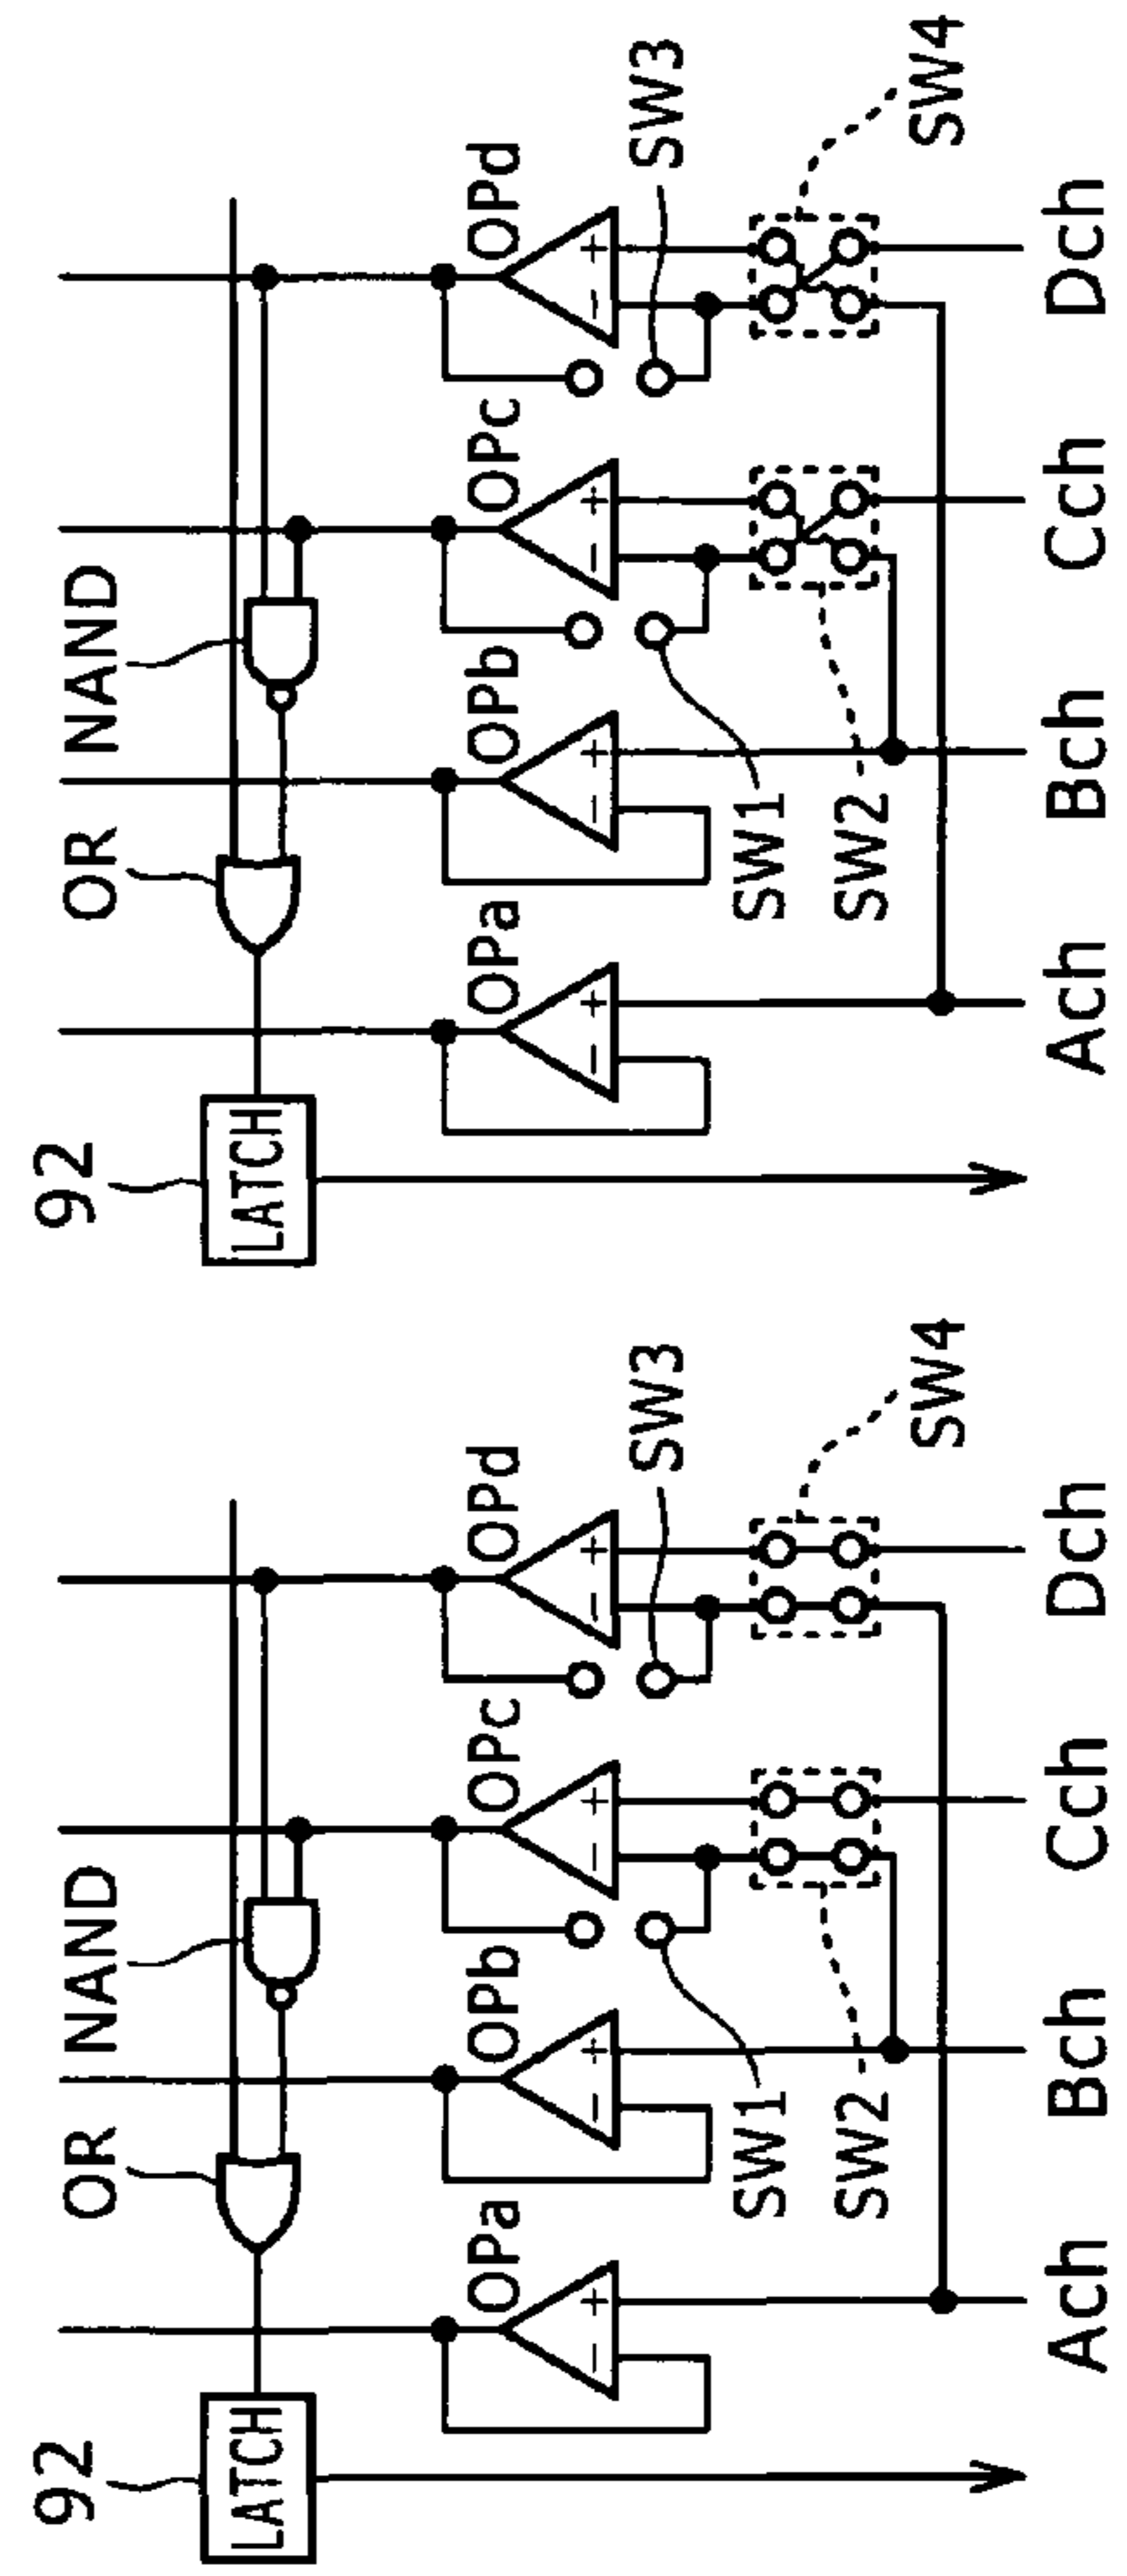 92
OR
NAND
LATCH
OPa
OPb
OPc
OPd
SW3
SW1
SW2
SW4
Ach
Bch
Cch
Dch
92
OR
NAND
LATCH
OPa
OPb
OPc
OPd
SW3
SW1
SW2
SW4
Ach
Bch
Cch
Dch